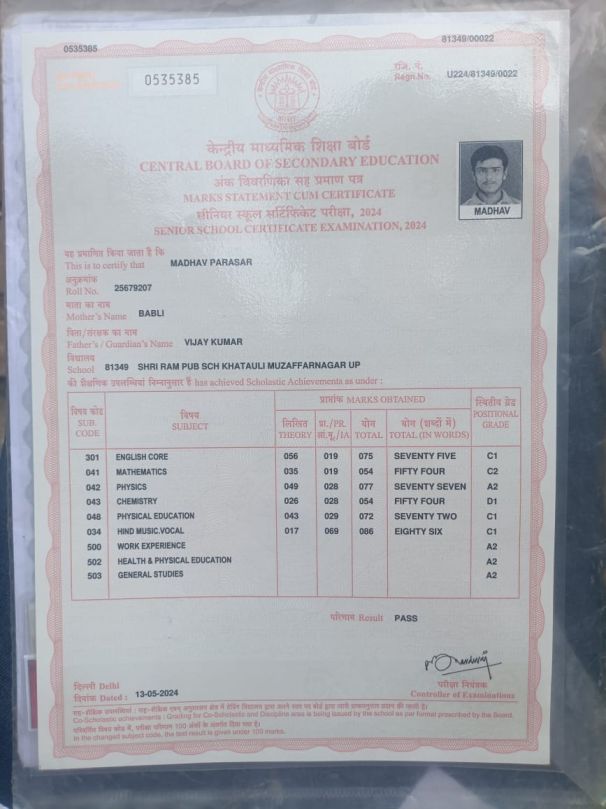 0535385
81349/00022
0535385
रजि. नं.
Regn.No. U224/81349/0022
केन्द्रीय माध्यमिक शिक्षा बोर्ड
CENTRAL BOARD OF SECONDARY EDUCATION
अंक विवरणिका सह प्रमाण पत्र
MARKS STATEMENT CUM CERTIFICATE
सीनियर स्कूल सर्टिफिकेट परीक्षा, 2024
SENIOR SCHOOL CERTIFICATE EXAMINATION, 2024
MADHAV
यह प्रमाणित किया जाता है कि
This is to certify that MADHAV PARASAR
अनुक्रमांक
Roll No. 25679207
माता का नाम
Mother's Name BABLI
पिता/संरक्षक का नाम
Father's / Guardian's Name VIJAY KUMAR
विद्यालय
School 81349 SHRI RAM PUB SCH KHATAULI MUZAFFARNAGAR UP
की शैक्षणिक उपलब्धियां निम्नानुसार हैं has achieved Scholastic Achievements as under :
विषय कोड SUB. CODE विषय SUBJECT प्राप्तांक MARKS OBTAINED स्थितीय ग्रेड POSITIONAL GRADE
लिखित THEORY प्रा./PR. आं.मू./IA योग TOTAL योग (शब्दों में) TOTAL (IN WORDS)
301 ENGLISH CORE 056 019 075 SEVENTY FIVE C1
041 MATHEMATICS 035 019 054 FIFTY FOUR C2
042 PHYSICS 049 028 077 SEVENTY SEVEN A2
043 CHEMISTRY 026 028 054 FIFTY FOUR D1
048 PHYSICAL EDUCATION 043 029 072 SEVENTY TWO C1
034 HIND MUSIC.VOCAL 017 069 086 EIGHTY SIX C1
500 WORK EXPERIENCE A2
502 HEALTH & PHYSICAL EDUCATION A2
503 GENERAL STUDIES A2
परिणाम Result PASS
दिल्ली Delhi
दिनांक Dated : 13-05-2024
परीक्षा नियंत्रक
Controller of Examinations
Co-Scholastic achievements : Grading for Co-Scholastic and Discipline area is being issued by the school as per format prescribed by the Board.
In the changed subject code, the test result is given under 100 marks.